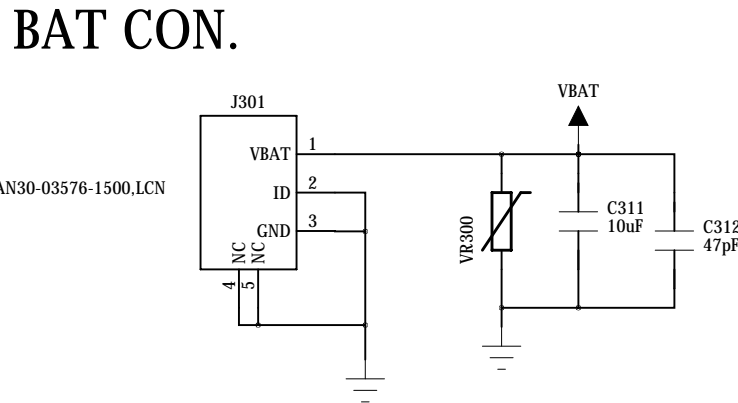 BAT CON.
VBAT
J301
VBAT
1
AN30-03576-1500,LCN
ID
2
GND
3
NC
NC
4
5
VR300
C311
10uF
C312
47pF